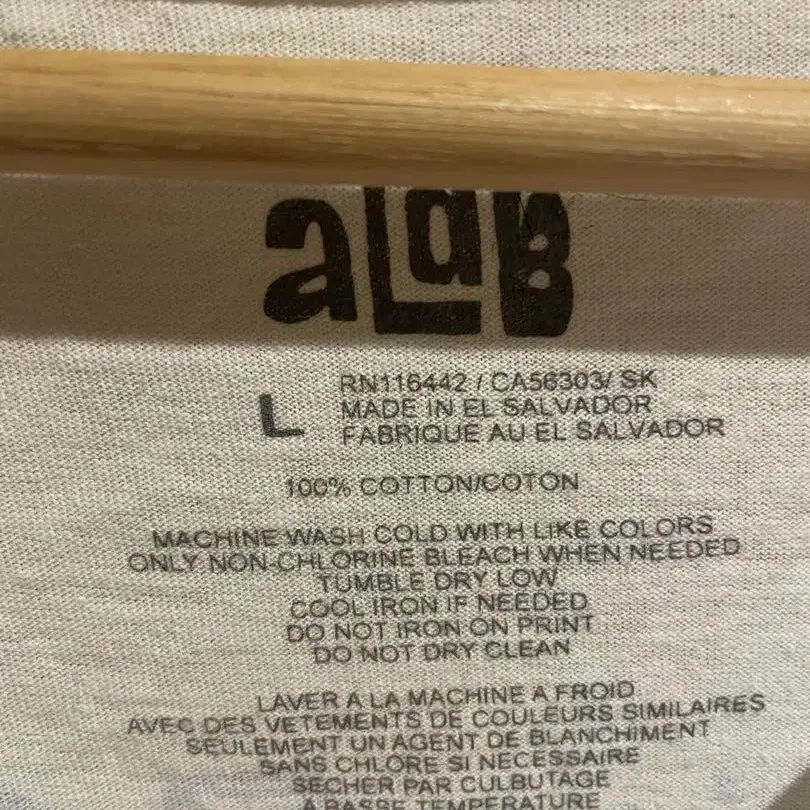 aLaB
L
RN116442 / CA56303/ SK
MADE IN EL SALVADOR
FABRIQUE AU EL SALVADOR
100% COTTON/COTON
MACHINE WASH COLD WITH LIKE COLORS
ONLY NON-CHLORINE BLEACH WHEN NEEDED
TUMBLE DRY LOW
COOL IRON IF NEEDED
DO NOT IRON ON PRINT
DO NOT DRY CLEAN
LAVER A LA MACHINE A FROID
AVEC DES VETEMENTS DE COULEURS SIMILAIRES
SEULEMENT UN AGENT DE BLANCHIMENT
SANS CHLORE SI NECESSAIRE
SECHER PAR CULBUTAGE
A BASSE TEMPERATURE